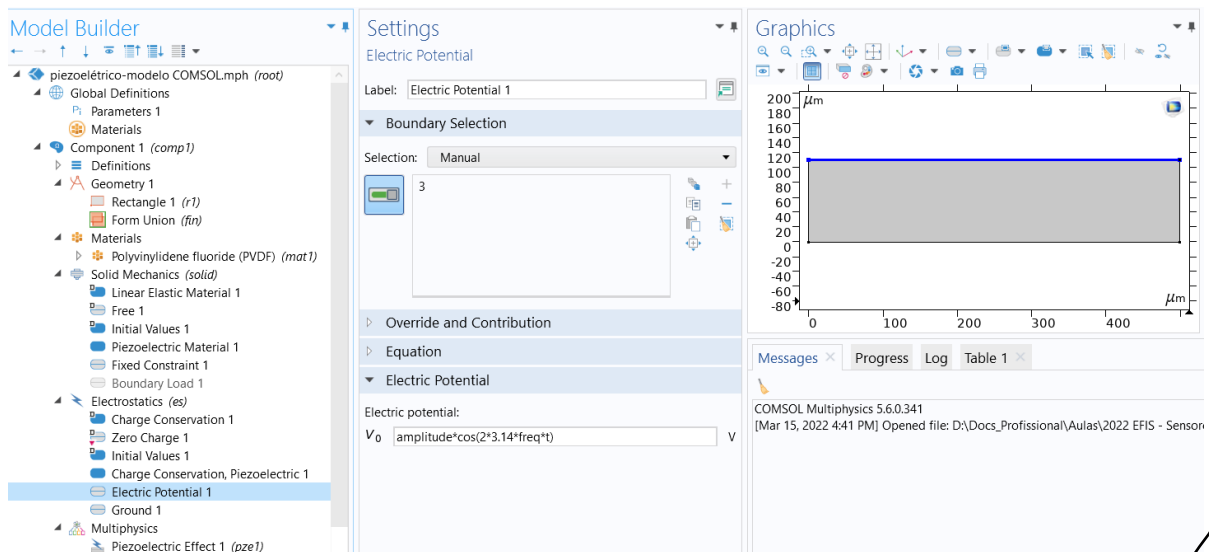 Model Builder
piezoelétrico-modelo COMSOL.mph (root)
Global Definitions
Pi Parameters 1
Materials
Component 1 (comp1)
Definitions
Geometry 1
Rectangle 1 (r1)
Form Union (fin)
Materials
Polyvinylidene fluoride (PVDF) (mat1)
Solid Mechanics (solid)
Linear Elastic Material 1
Free 1
Initial Values 1
Piezoelectric Material 1
Fixed Constraint 1
Boundary Load 1
Electrostatics (es)
Charge Conservation 1
Zero Charge 1
Initial Values 1
Charge Conservation, Piezoelectric 1
Electric Potential 1
Ground 1
Multiphysics
Piezoelectric Effect 1 (pze1)
Settings
Electric Potential
Label: Electric Potential 1
Boundary Selection
Selection: Manual
3
Override and Contribution
Equation
Electric Potential
Electric potential:
V0 amplitude*cos(2*3.14*freq*t) V
Graphics
200 μm
180
160
140
120
100
80
60
40
20
0
-20
-40
-60
-80 μm
0 100 200 300 400
Messages Progress Log Table 1
COMSOL Multiphysics 5.6.0.341
[Mar 15, 2022 4:41 PM] Opened file: D:\Docs_Profissional\Aulas\2022 EFIS - Sensor